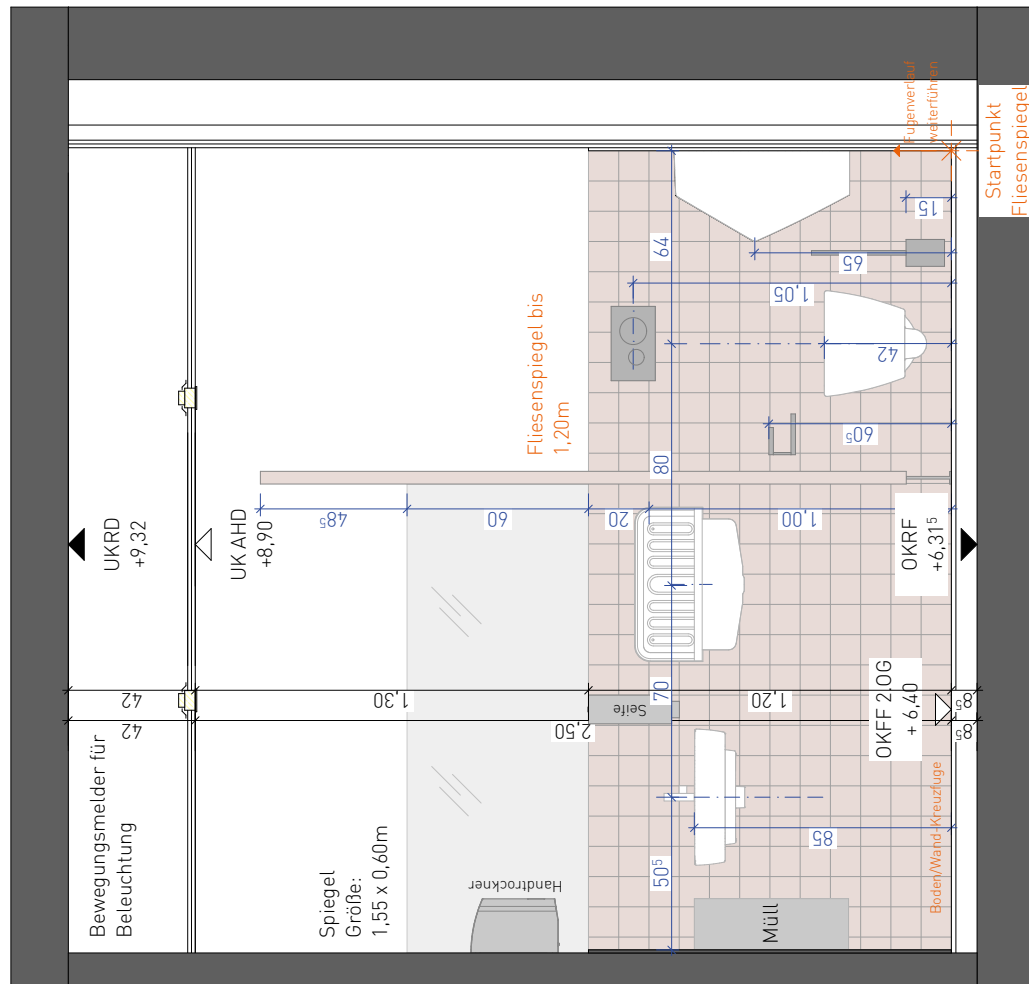 Fugenverlauf
weiterführen
Startpunkt
Fliesenspiegel
15
64
65
1,05
42
Fliesenspiegel bis
1,20m
60⁵
80
UKRD
+9,32
UK AHD
+8,90
48⁵
60
20
1,00
OKRF
+6,31⁵
42
1,30
70
1,20
8⁵
Seife
42
2,50
8⁵
OKFF 2.OG
+ 6,40
Bewegungsmelder für
Beleuchtung
Spiegel
Größe:
1,55 x 0,60m
Handtrockner
50⁵
85
Müll
Boden/Wand-Kreuzfuge